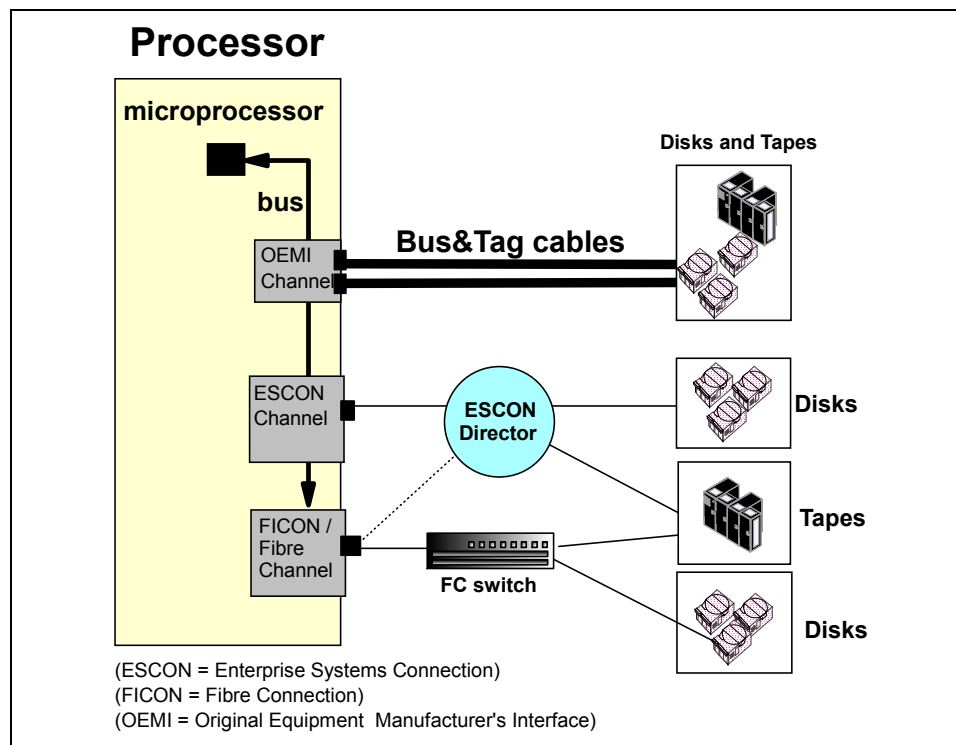 Processor
microprocessor
bus
Disks and Tapes
OEMI
Channel
Bus&Tag cables
ESCON
Channel
ESCON
Director
Disks
FICON /
Fibre
Channel
FC switch
Tapes
Disks
(ESCON = Enterprise Systems Connection)
(FICON = Fibre Connection)
(OEMI = Original Equipment Manufacturer's Interface)